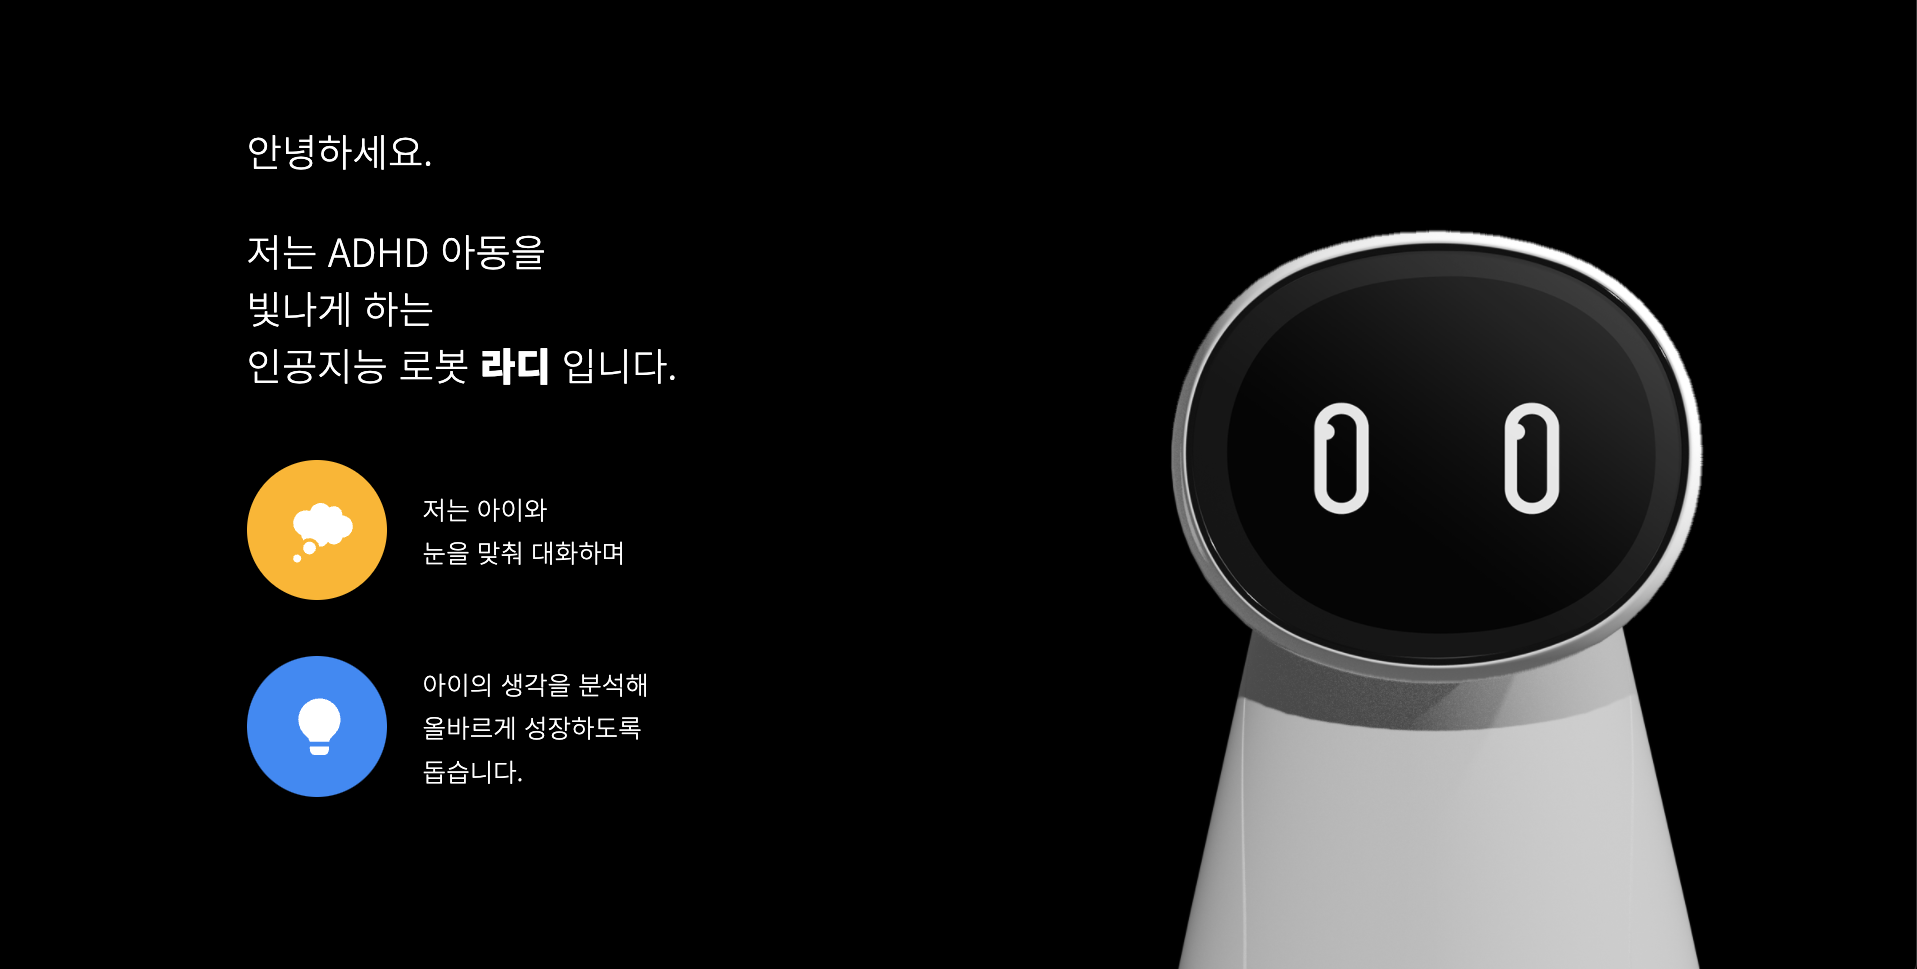 안녕하세요.
저는 ADHD 아동을
빛나게 하는
인공지능 로봇 라디 입니다.
저는 아이와
눈을 맞춰 대화하며
아이의 생각을 분석해
올바르게 성장하도록
돕습니다.